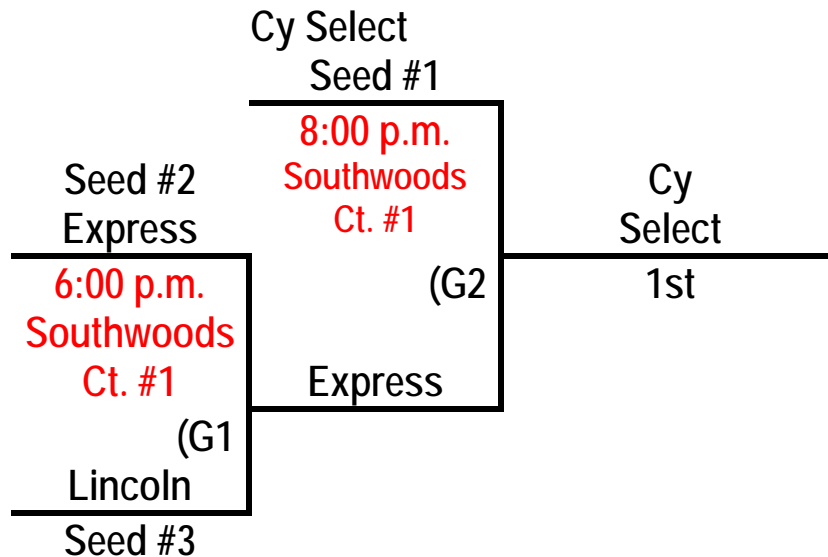 Cy Select
Seed #1
8:00 p.m.
Southwoods
Ct. #1
Seed #2
Express
Cy
Select
6:00 p.m.
Southwoods
Ct. #1
(G2
1st
Express
(G1
Lincoln
Seed #3